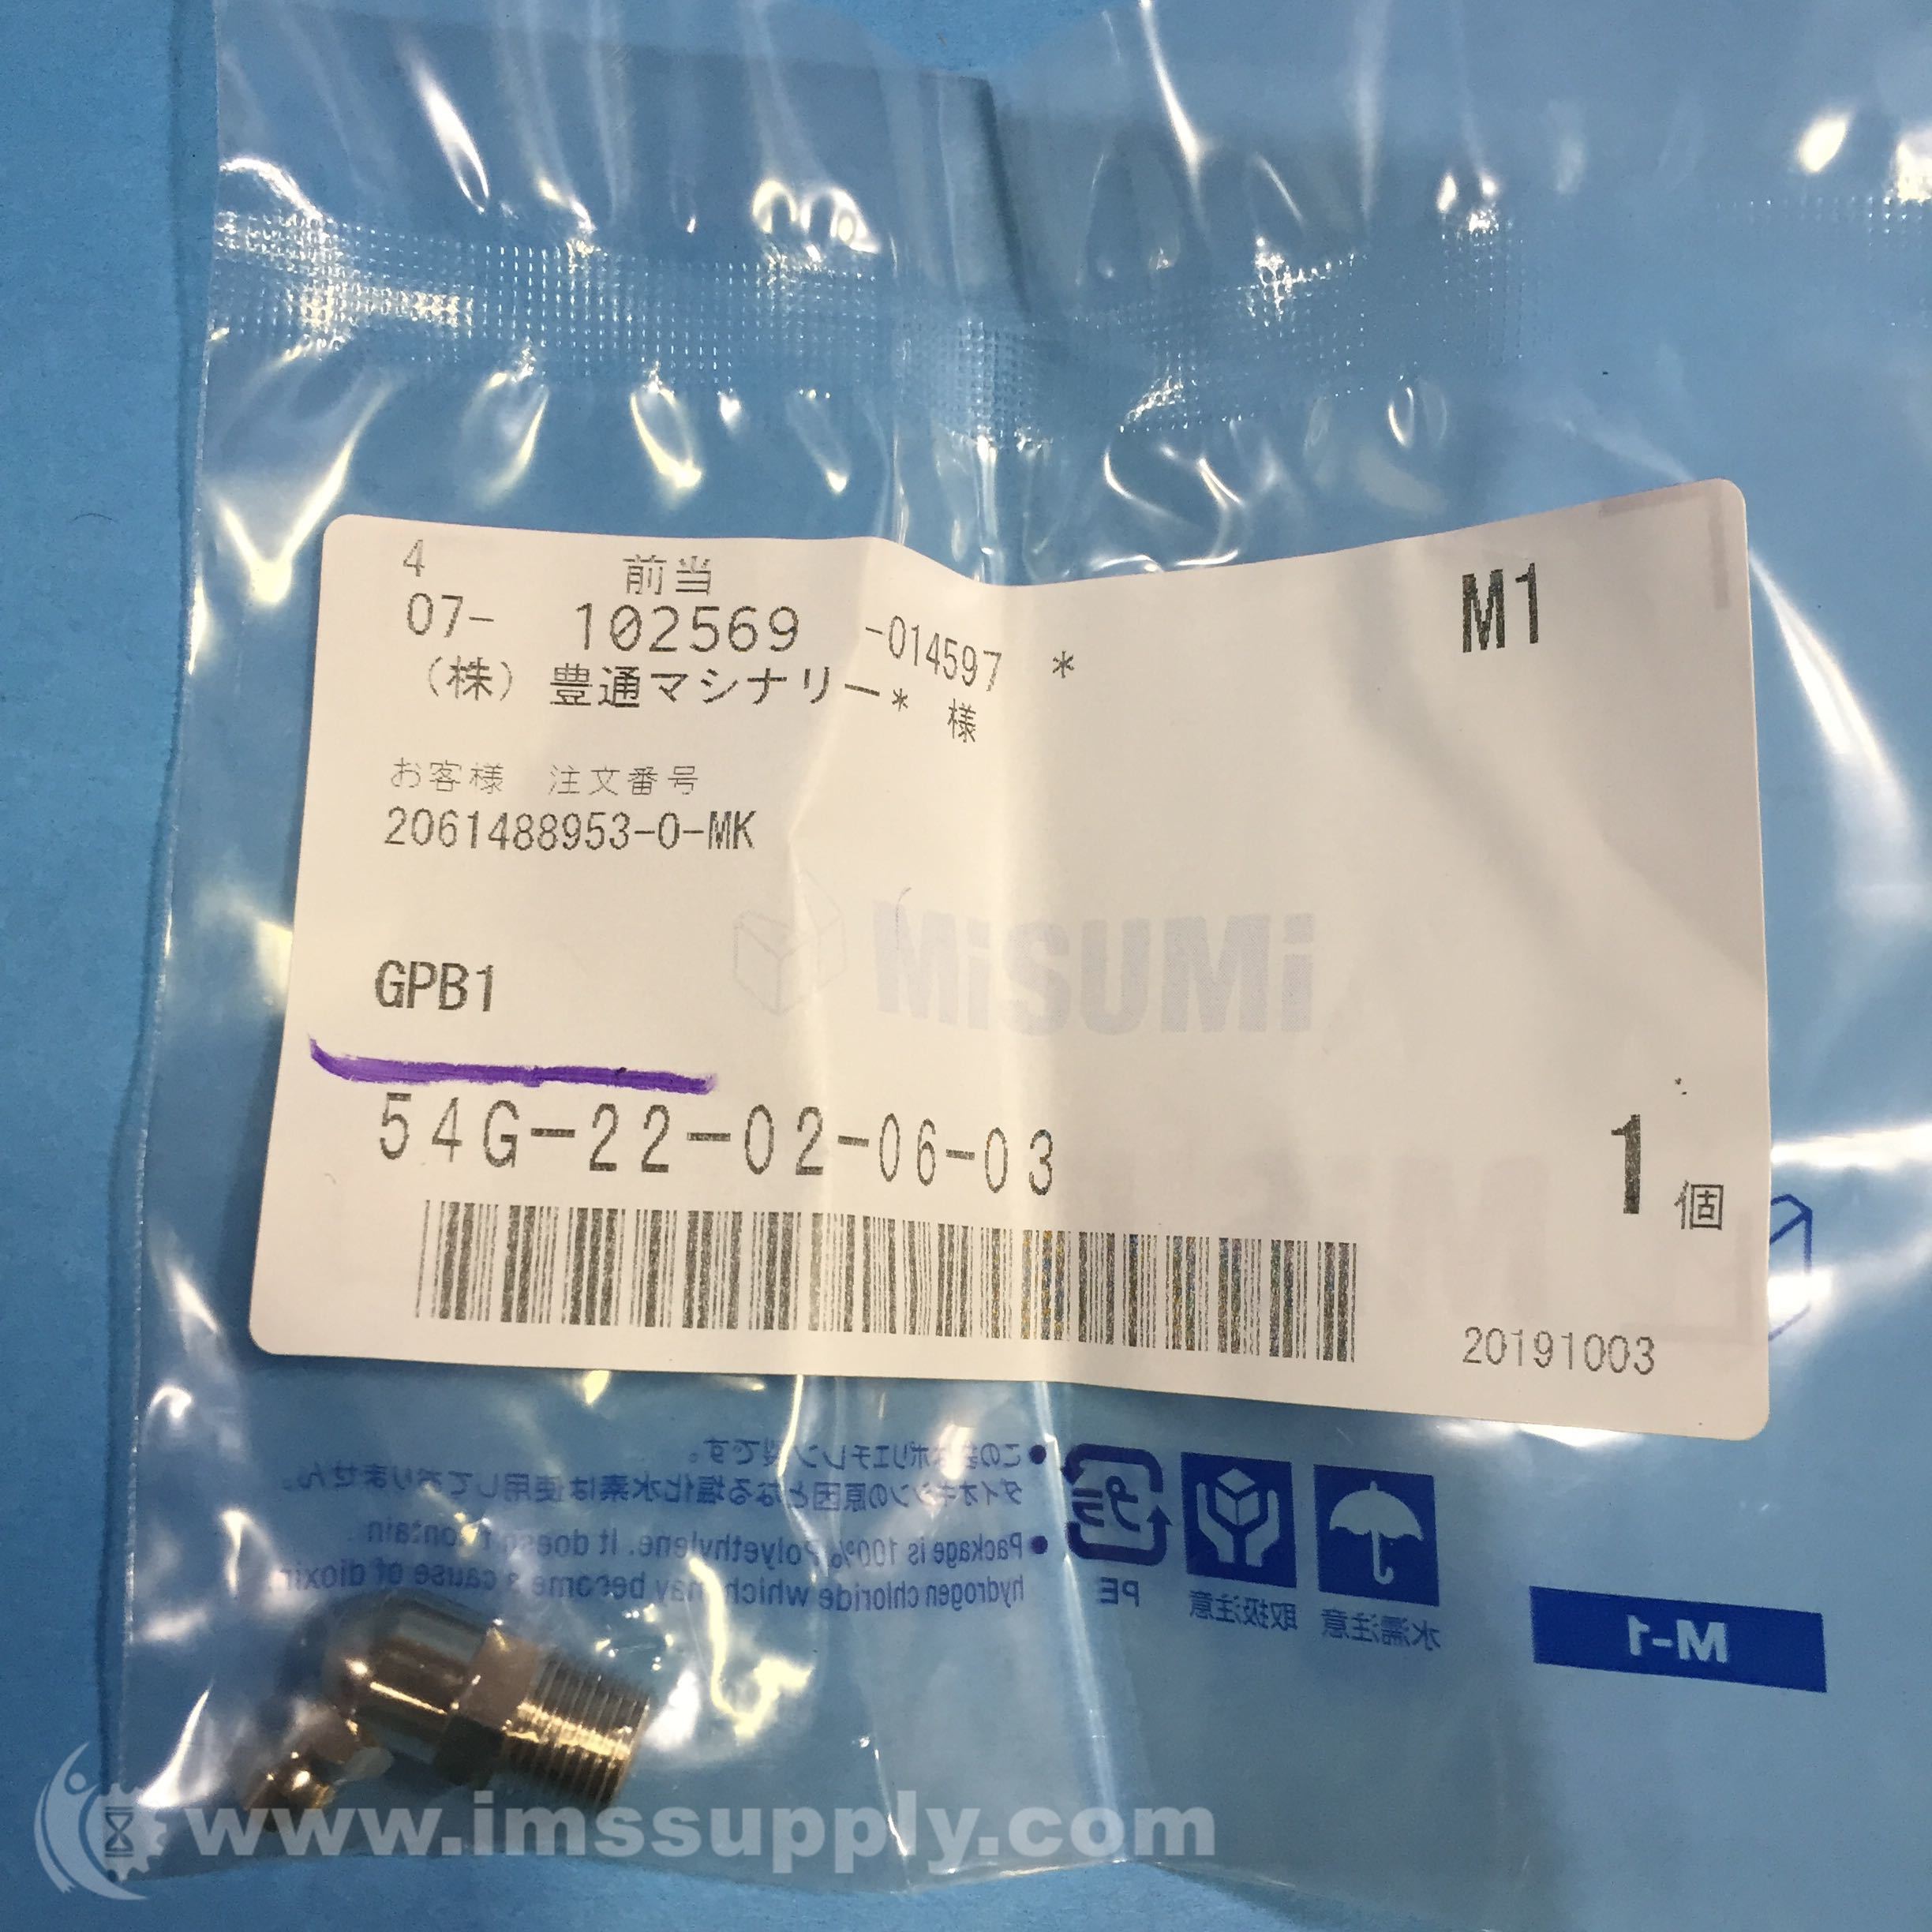 4 前当 M1
07- 102569 -014597 *
(株) 豊通マシナリー* 様
お客様 注文番号
2061488953-0-MK
MiSUMi
GPB1
54G-22-02-06-03
1 個
20191003
この袋はポリエチレン製です。
ダイオキシンの原因となる塩化水素は使用しておりません。
Package is 100% Polyethylene. It doesn't contain
hydrogen chloride which may become a cause of dioxin
プラ
PE
取扱注意
水濡注意
M-1
www.imssupply.com